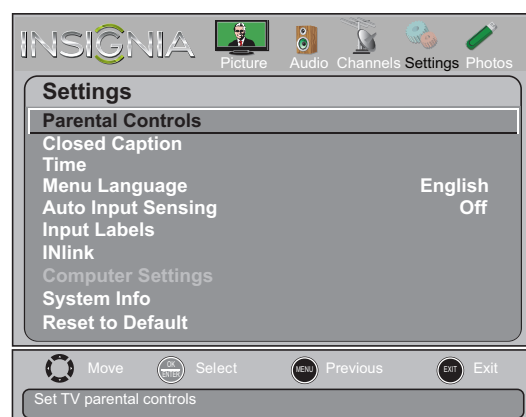 INSIGNIA
Picture Audio Channels Settings Photos
Settings
Parental Controls
Closed Caption
Time
Menu Language English
Auto Input Sensing Off
Input Labels
INlink
Computer Settings
System Info
Reset to Default
Move OK ENTER Select MENU Previous EXIT Exit
Set TV parental controls